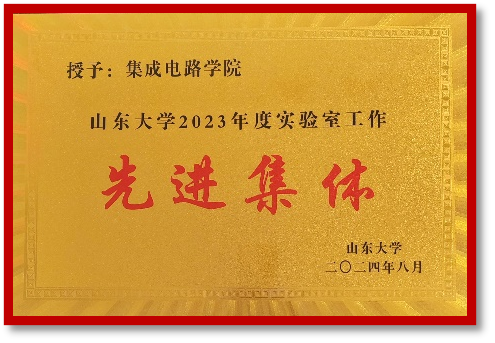 授予：集成电路学院
山东大学2023年度实验室工作
先进集体
山东大学
二〇二四年八月